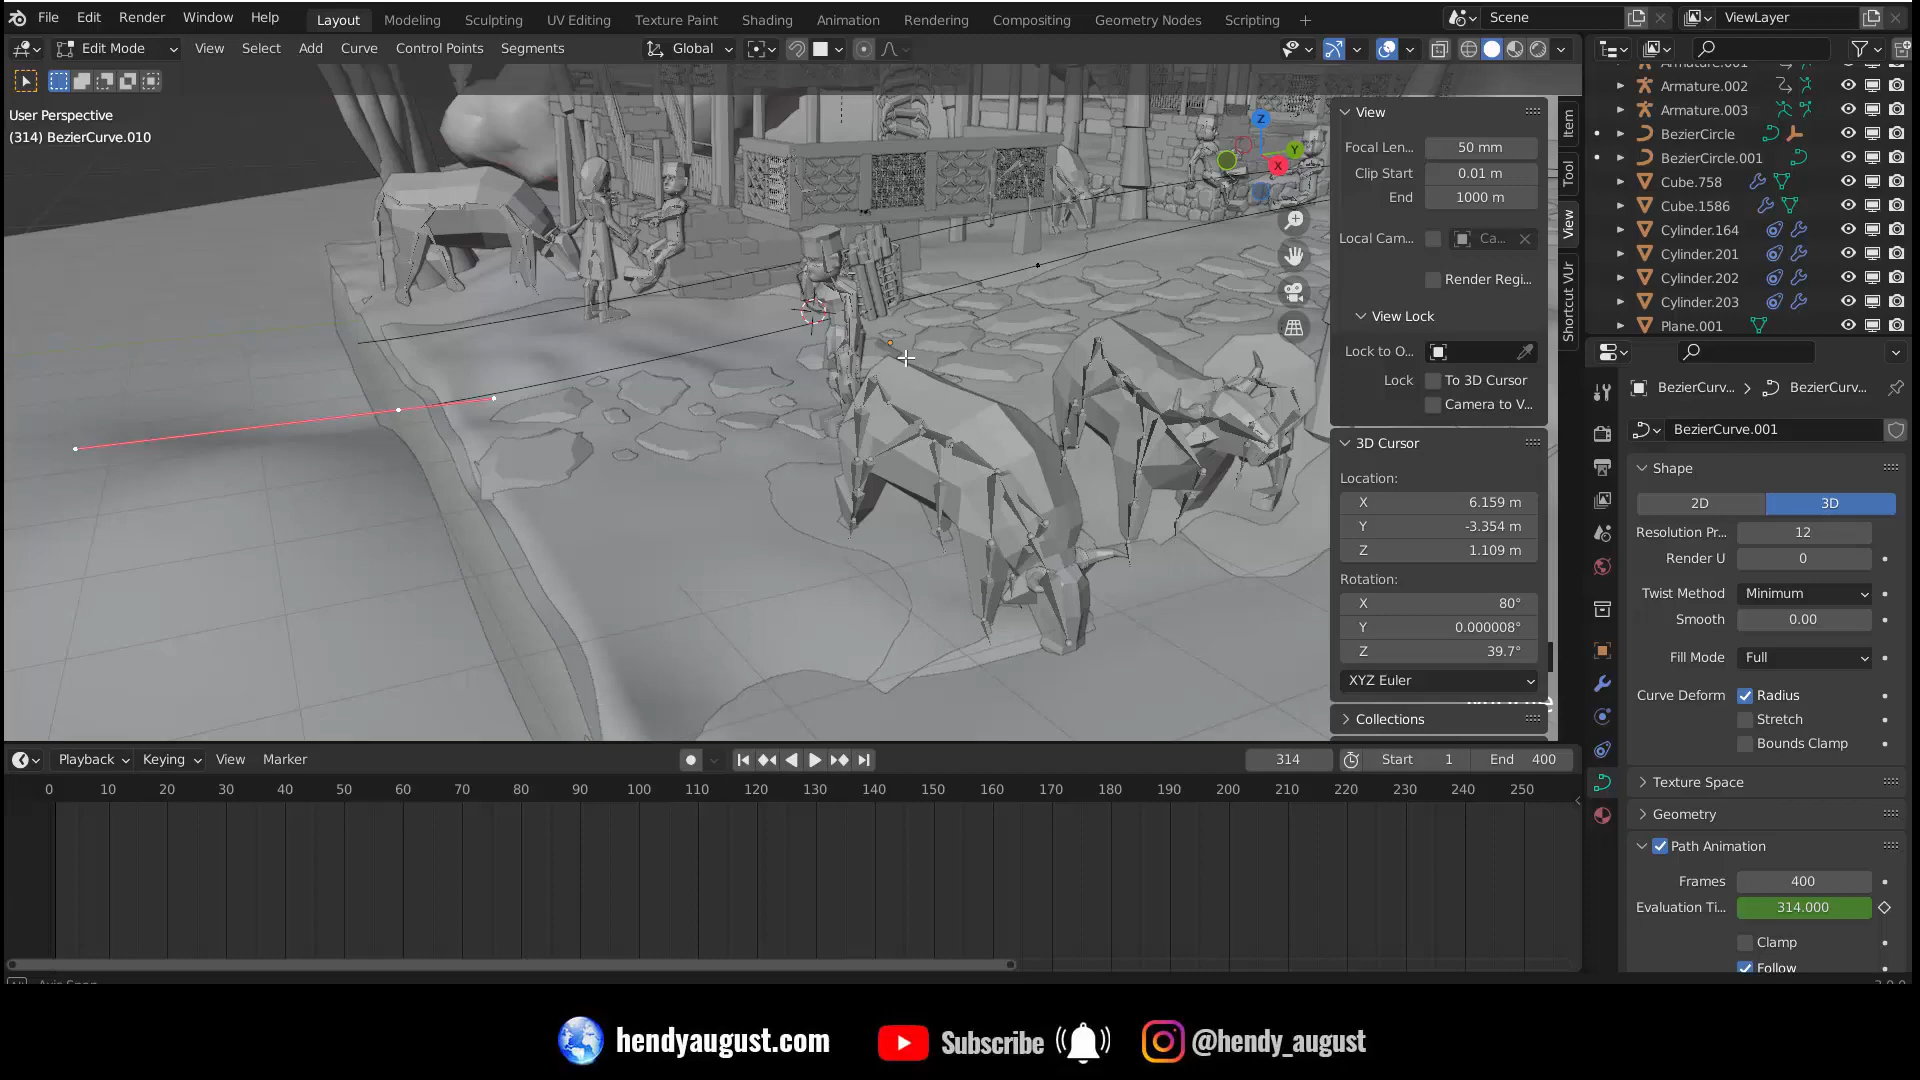 File Edit Render Window Help Layout Modeling Sculpting UV Editing Texture Paint Shading Animation Rendering Compositing Geometry Nodes Scripting + Scene ViewLayer
Edit Mode View Select Add Curve Control Points Segments Global
User Perspective
(314) BezierCurve.010
Z
Y
X
View
Focal Len... 50 mm
Clip Start 0.01 m
End 1000 m
Local Cam... Ca...
Render Regi...
View Lock
Lock to O...
Lock To 3D Cursor
Camera to V...
3D Cursor
Location:
X 6.159 m
Y -3.354 m
Z 1.109 m
Rotation:
X 80°
Y 0.000008°
Z 39.7°
XYZ Euler
Collections
Item
Tool
View
Shortcut VUr
Armature.001
Armature.002
Armature.003
BezierCircle
BezierCircle.001
Cube.758
Cube.1586
Cylinder.164
Cylinder.201
Cylinder.202
Cylinder.203
Plane.001
BezierCurv... > BezierCurv...
BezierCurve.001
Shape
2D 3D
Resolution Pr... 12
Render U 0
Twist Method Minimum
Smooth 0.00
Fill Mode Full
Curve Deform Radius
Stretch
Bounds Clamp
Texture Space
Geometry
Path Animation
Frames 400
Evaluation Ti... 314.000
Clamp
Follow
Playback Keying View Marker 314 Start 1 End 400
0 10 20 30 40 50 60 70 80 90 100 110 120 130 140 150 160 170 180 190 200 210 220 230 240 250
hendyaugust.com Subscribe @hendy_august